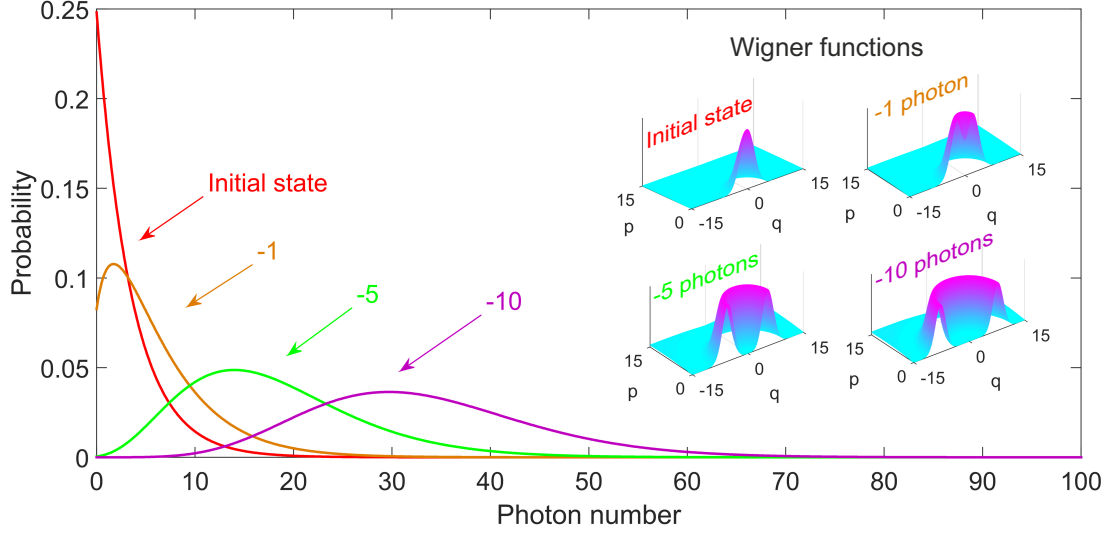 0.25
0.2
0.15
0.1
0.05
0
Probability
0 10 20 30 40 50 60 70 80 90 100
Photon number
Initial state
-1
-5
-10
Wigner functions
Initial state
15
p
0
-15
0
q
15
-1 photon
15
p
0
-15
0
q
15
-5 photons
15
p
0
-15
0
q
15
-10 photons
15
p
0
-15
0
q
15